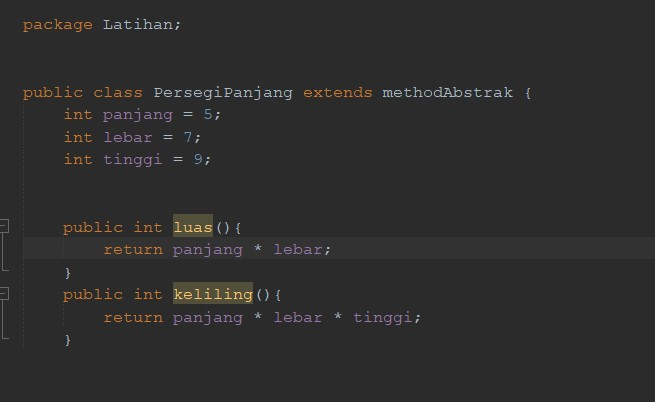 package Latihan;
public class PersegiPanjang extends methodAbstrak {
int panjang = 5;
int lebar = 7;
int tinggi = 9;
public int luas(){
return panjang * lebar;
}
public int keliling(){
return panjang * lebar * tinggi;
}